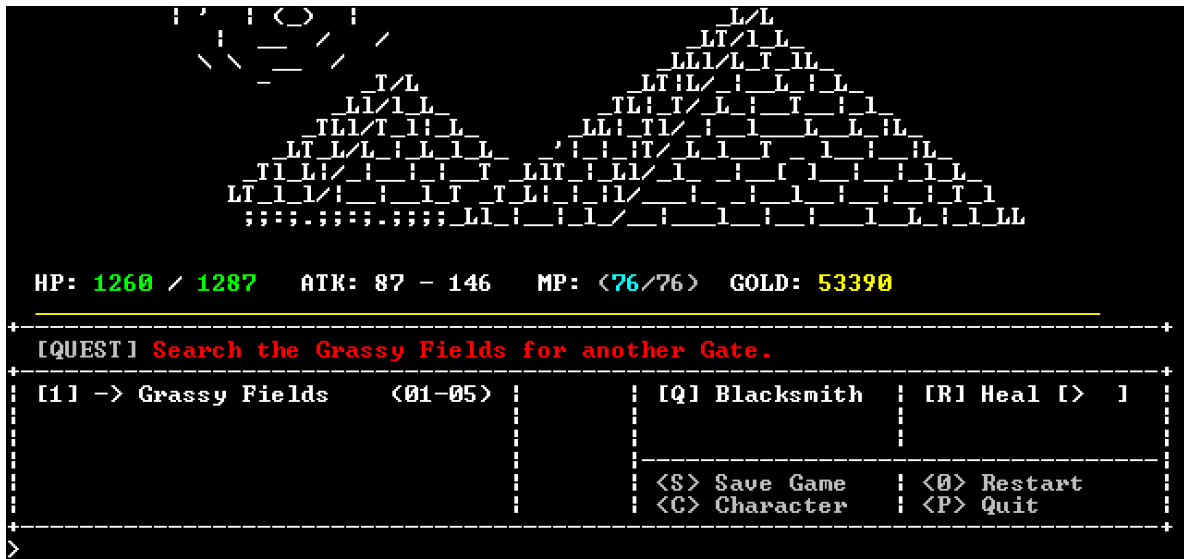 HP: 1260 / 1287 ATK: 87 - 146 MP: (76/76) GOLD: 53390
[QUEST] Search the Grassy Fields for another Gate.
[1] -> Grassy Fields (01-05) [Q] Blacksmith [R] Heal [> ]
<S> Save Game <0> Restart
<C> Character <P> Quit
>